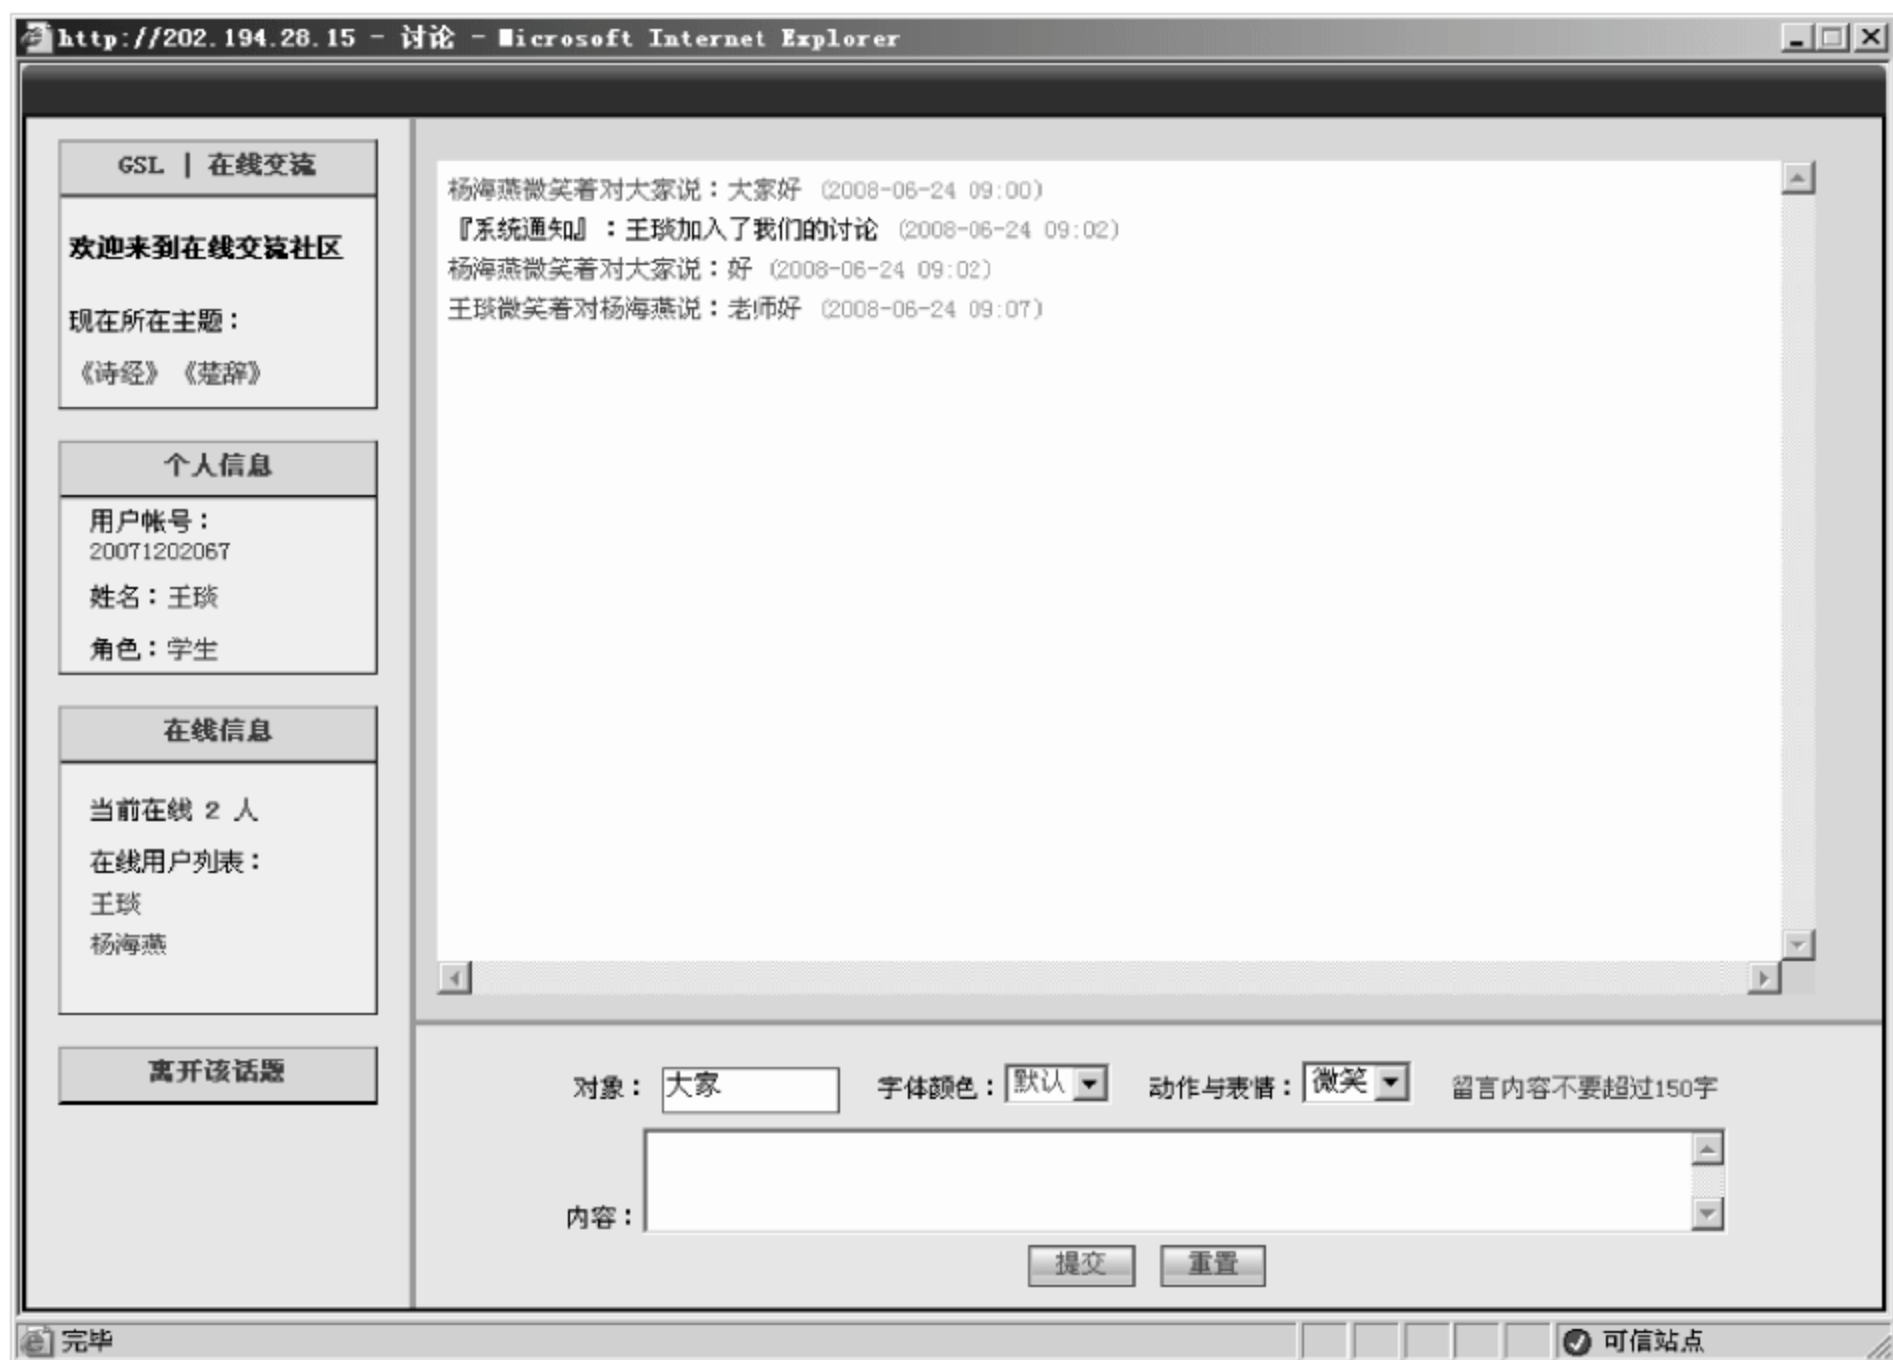 http://202.194.28.15 - 讨论 - Microsoft Internet Explorer
GSL | 在线交流
欢迎来到在线交流社区
现在所在主题：
《诗经》《楚辞》
个人信息
用户帐号：
20071202067
姓名：王琰
角色：学生
在线信息
当前在线 2 人
在线用户列表：
王琰
杨海燕
离开该话题
杨海燕微笑着对大家说：大家好 (2008-06-24 09:00)
『系统通知』：王琰加入了我们的讨论 (2008-06-24 09:02)
杨海燕微笑着对大家说：好 (2008-06-24 09:02)
王琰微笑着对杨海燕说：老师好 (2008-06-24 09:07)
对象： 大家 字体颜色： 默认 动作与表情： 微笑 留言内容不要超过150字
内容：
提交 重置
完毕 可信站点